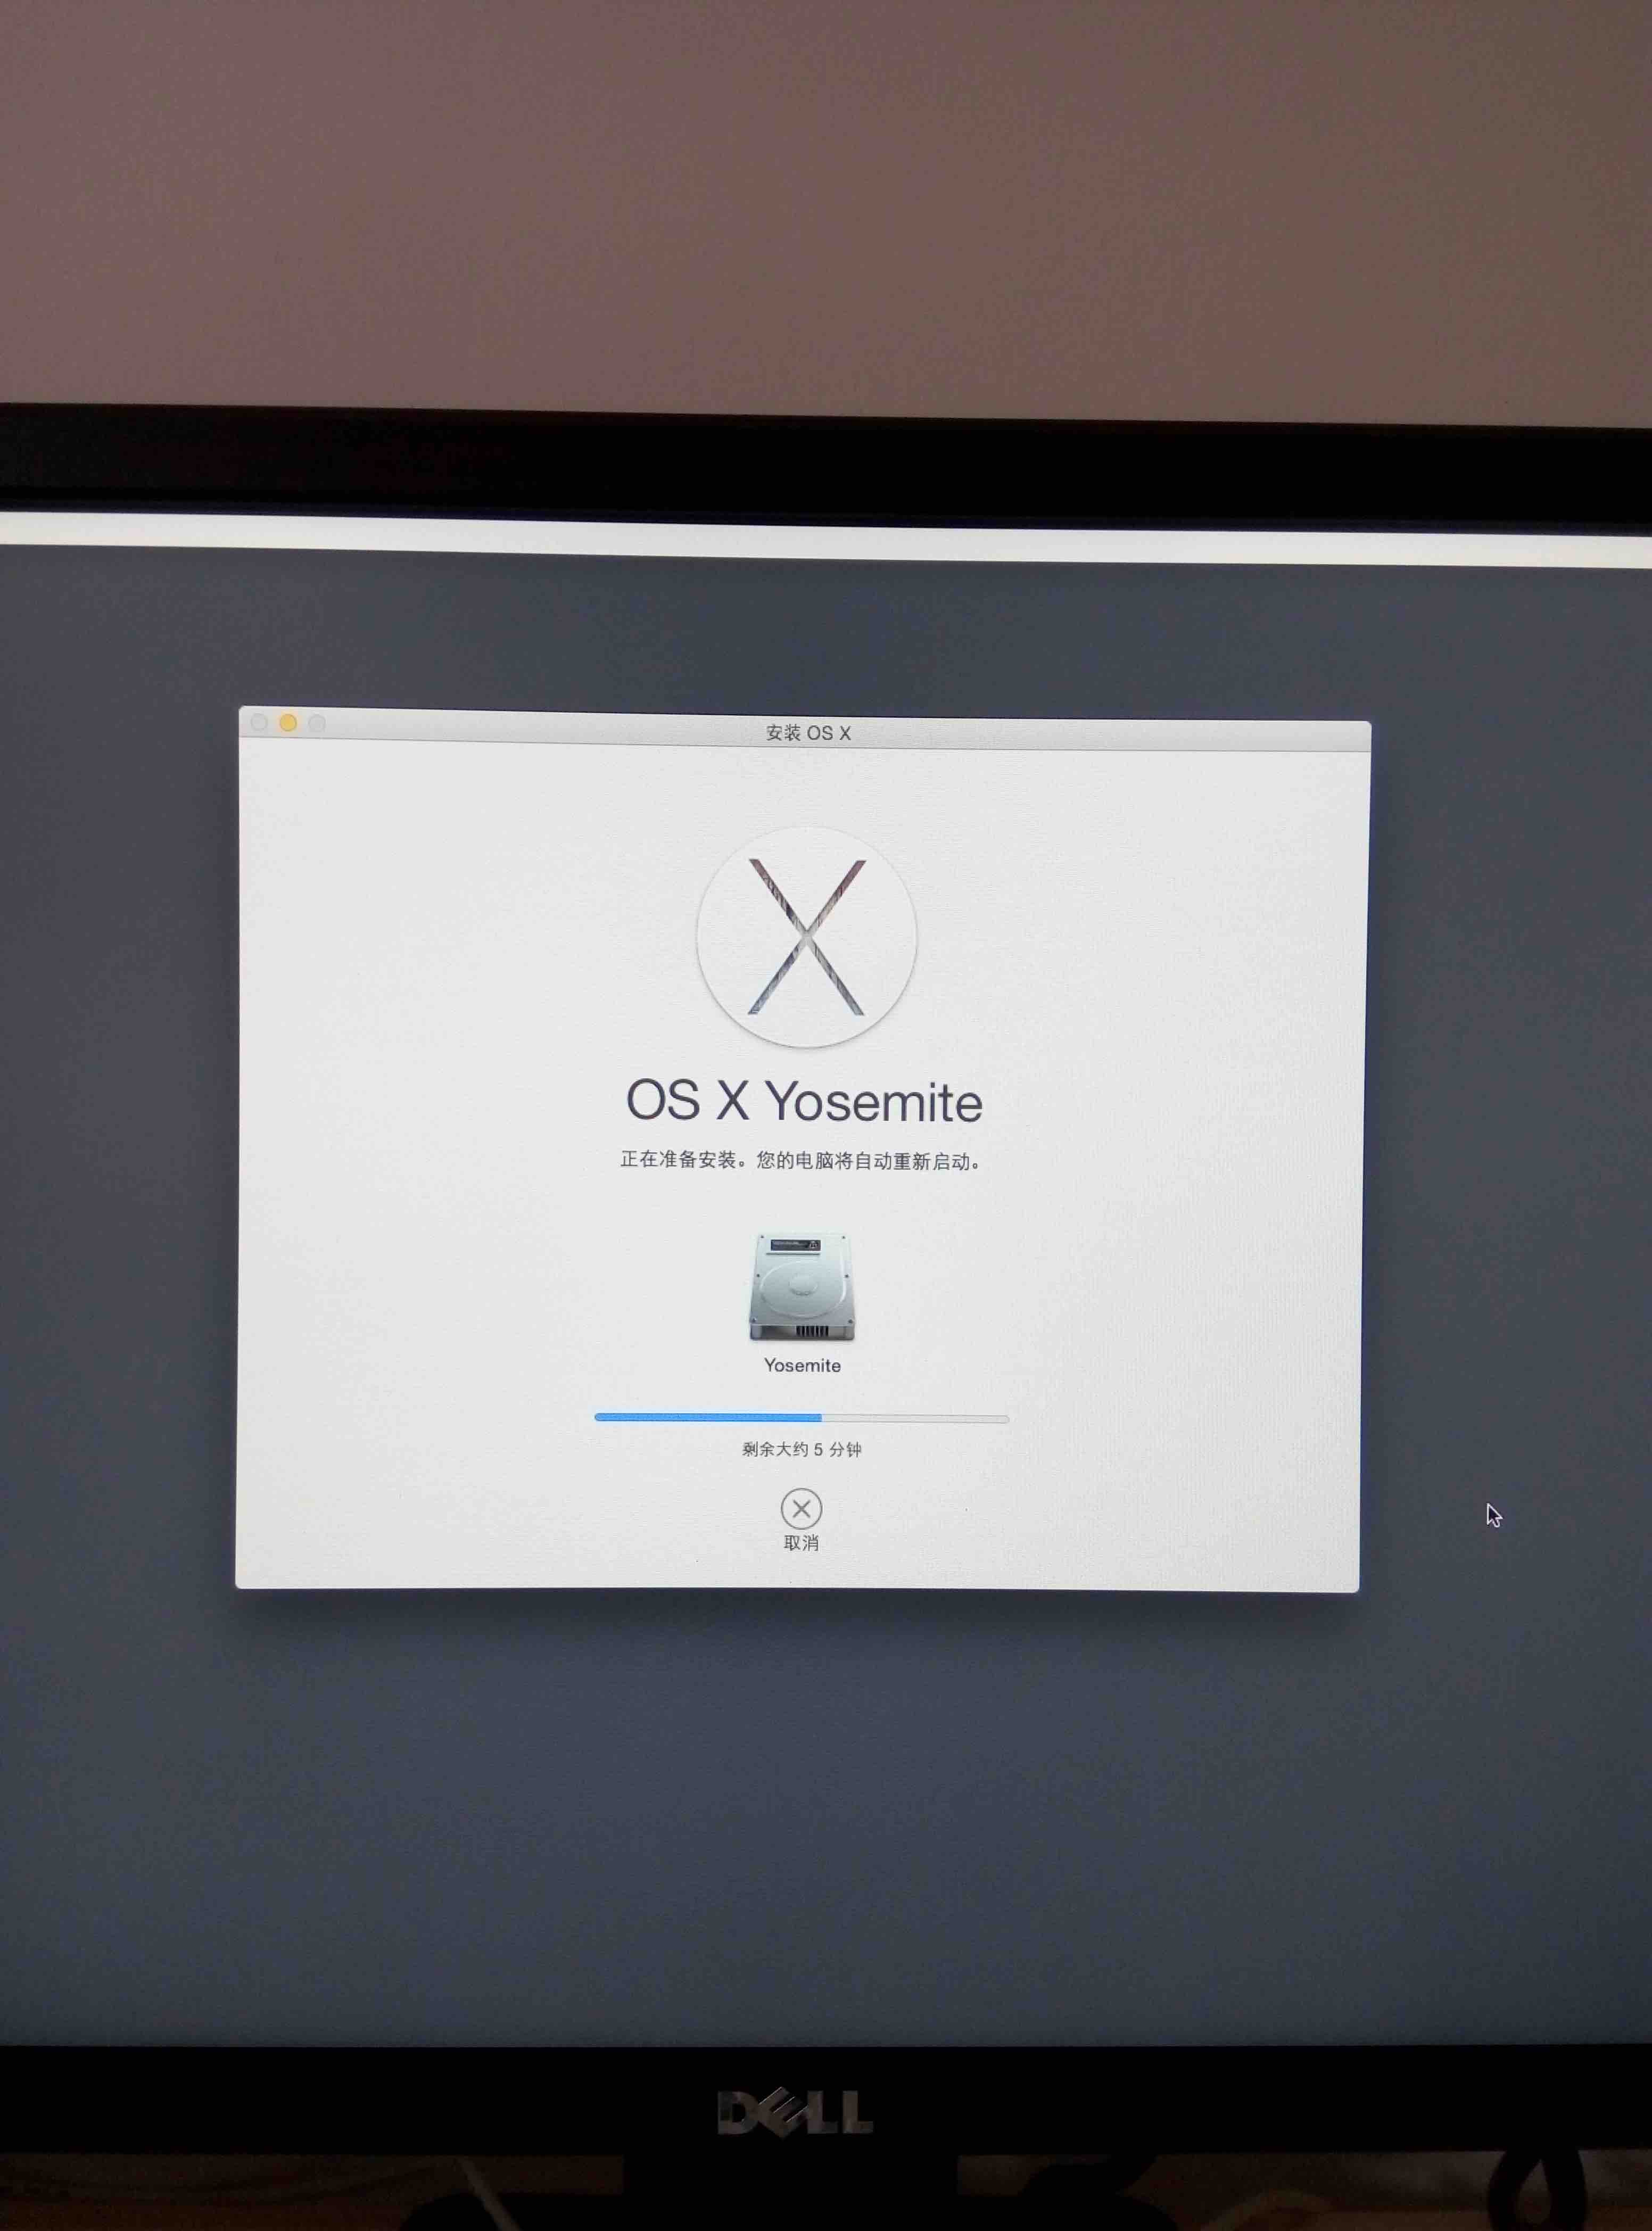 安装 OS X
OS X Yosemite
正在准备安装。您的电脑将自动重新启动。
Yosemite
剩余大约 5 分钟
取消
DELL